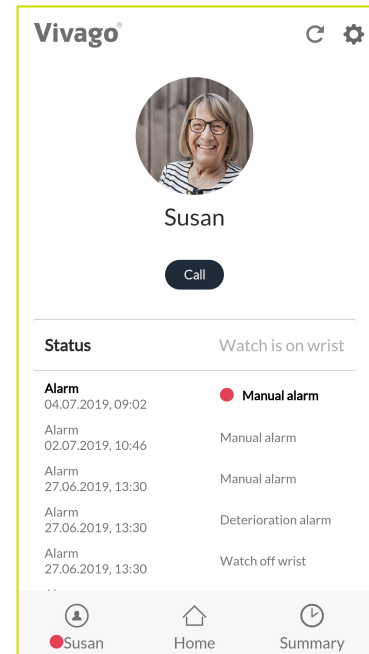 Vivago®
Susan
Call
Status Watch is on wrist
Alarm
04.07.2019, 09:02 Manual alarm
Alarm
02.07.2019, 10:46 Manual alarm
Alarm
27.06.2019, 13:30 Manual alarm
Alarm
27.06.2019, 13:30 Deterioration alarm
Alarm
27.06.2019, 13:30 Watch off wrist
Susan Home Summary